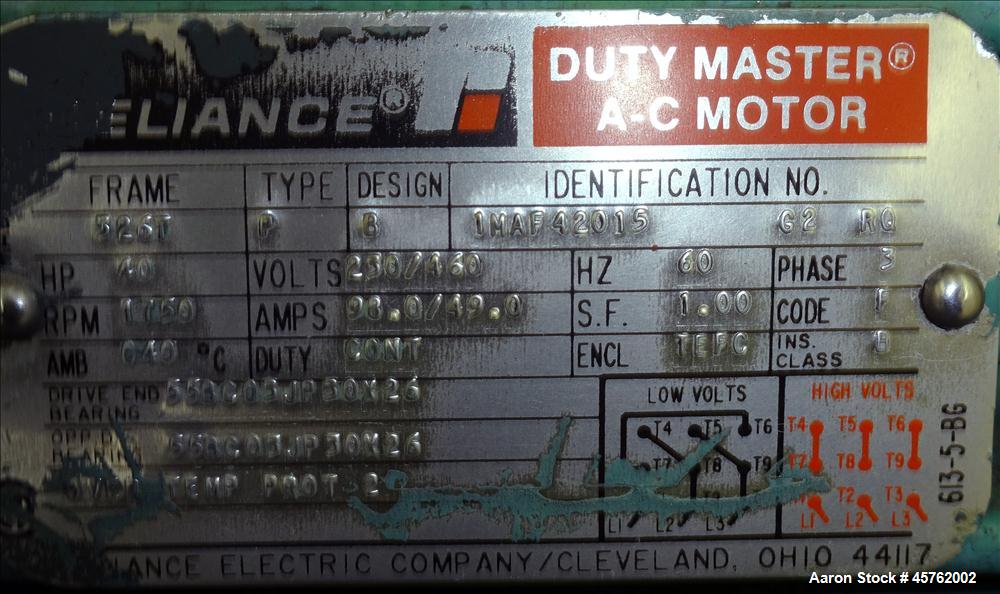 ELIANCE®
DUTY MASTER®
A-C MOTOR
FRAME TYPE DESIGN IDENTIFICATION NO.
326T P B 1MAF42015 G2 RQ
HP 40 VOLTS 230/460 HZ 60 PHASE 3
RPM 1750 AMPS 98.0/49.0 S.F. 1.00 CODE F
AMB 040 °C DUTY CONT ENCL TEFC INS. CLASS B
DRIVE END BEARING 55BC03JP30X26
OPP. BEARING 55BC03JP30X26
TEMP PROT 2
LOW VOLTS
T4 T5 T6
T7 T8 T9
L1 L2 L3
HIGH VOLTS
T4 T5 T6
T7 T8 T9
T2 T3
L1 L2 L3
613-5-BG
IANCE ELECTRIC COMPANY/CLEVELAND, OHIO 44117
Aaron Stock # 45762002